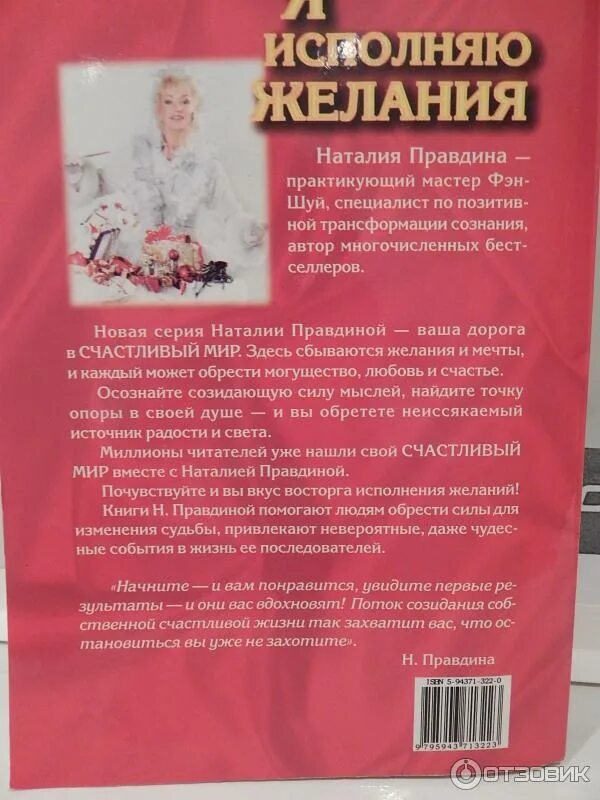 Я
ИСПОЛНЯЮ
ЖЕЛАНИЯ
Наталия Правдина —
практикующий мастер Фэн-
Шуй, специалист по позитив-
ной трансформации сознания,
автор многочисленных бест-
селлеров.
Новая серия Наталии Правдиной — ваша дорога
в СЧАСТЛИВЫЙ МИР. Здесь сбываются желания и мечты,
и каждый может обрести могущество, любовь и счастье.
Осознайте созидающую силу мыслей, найдите точку
опоры в своей душе — и вы обретете неиссякаемый
источник радости и света.
Миллионы читателей уже нашли свой СЧАСТЛИВЫЙ
МИР вместе с Наталией Правдиной.
Почувствуйте и вы вкус восторга исполнения желаний!
Книги Н. Правдиной помогают людям обрести силы для
изменения судьбы, привлекают невероятные, даже чудес-
ные события в жизнь ее последователей.
«Начните — и вам понравится, увидите первые ре-
зультаты — и они вас вдохновят! Поток созидания соб-
ственной счастливой жизни так захватит вас, что ос-
тановиться вы уже не захотите».
Н. Правдина
ISBN 5-94371-322-0
9 795943 713223
ОТЗОВИК